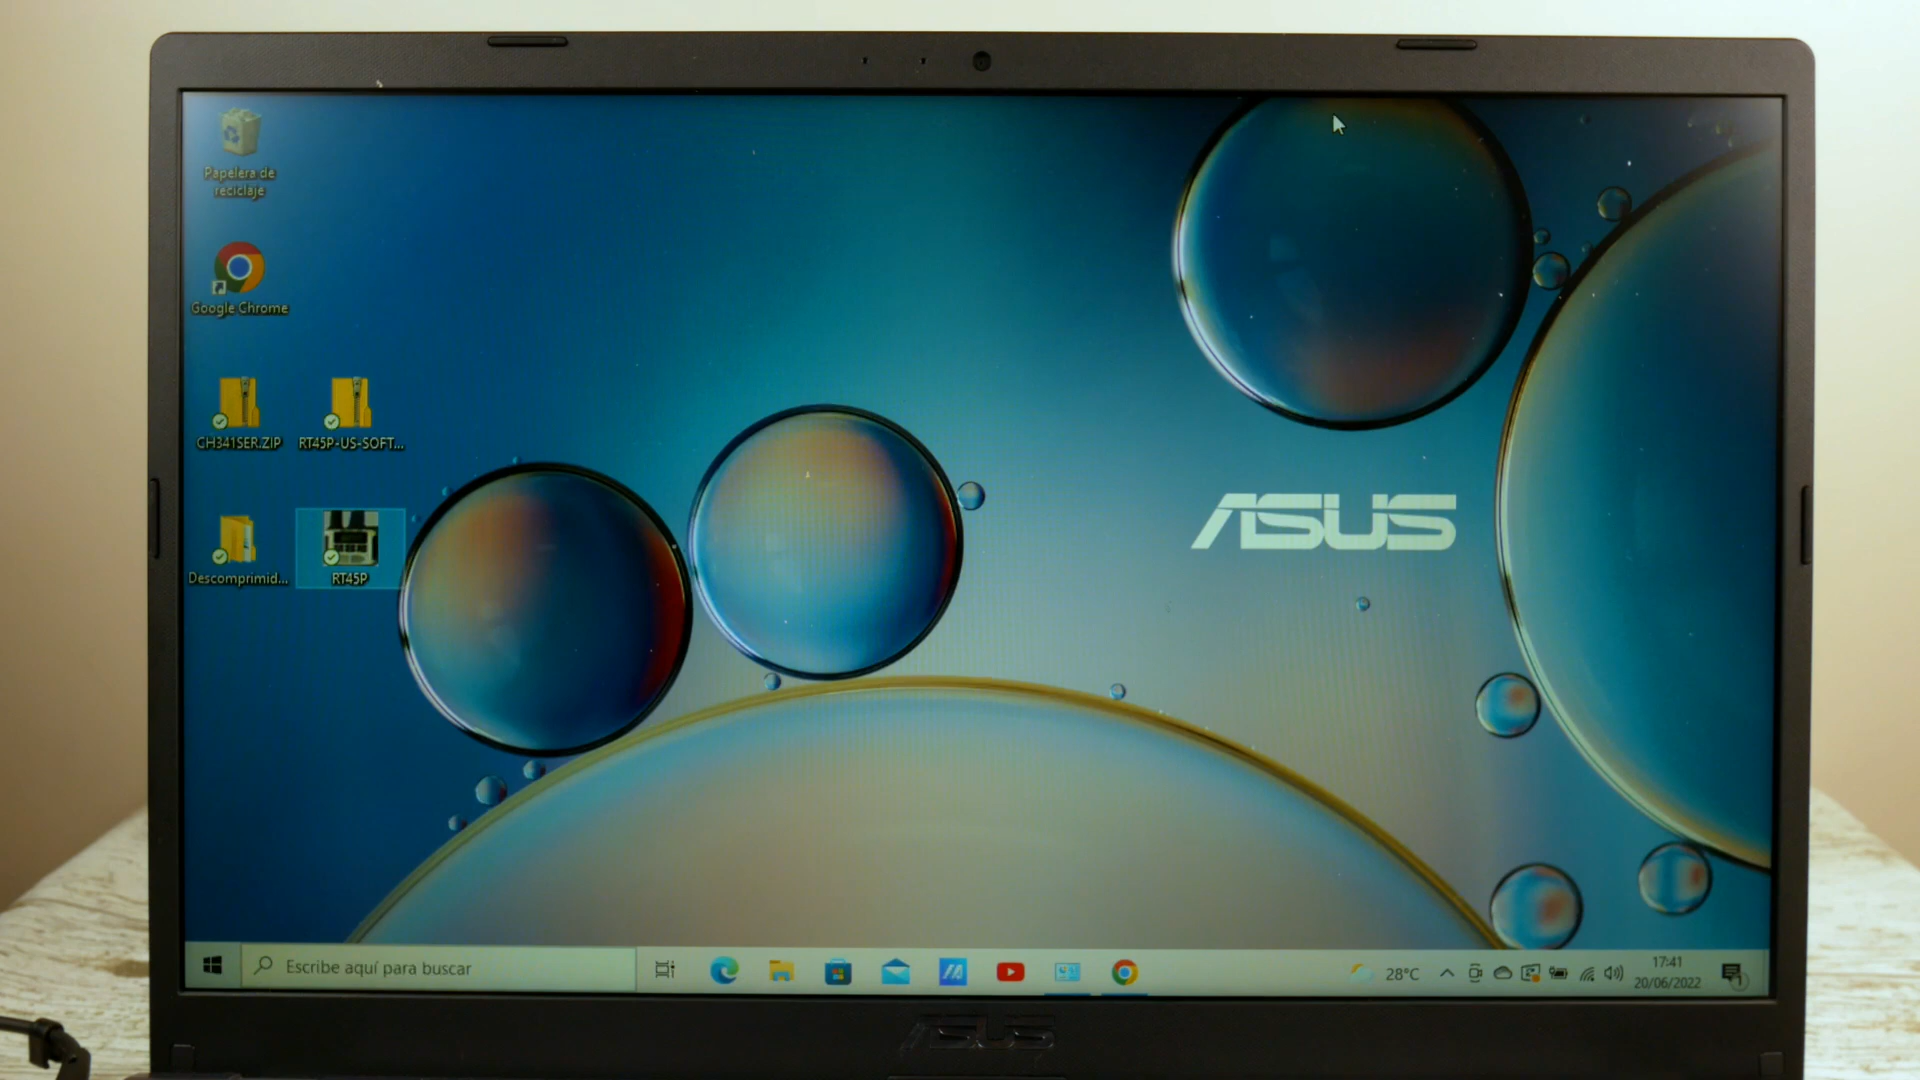 Papelera de
reciclaje
Google Chrome
CH341SER.ZIP
RT45P-US-SOFT...
Descomprimid...
RT45P
ASUS
Escribe aquí para buscar
28°C
17:41
20/06/2022
1
ASUS